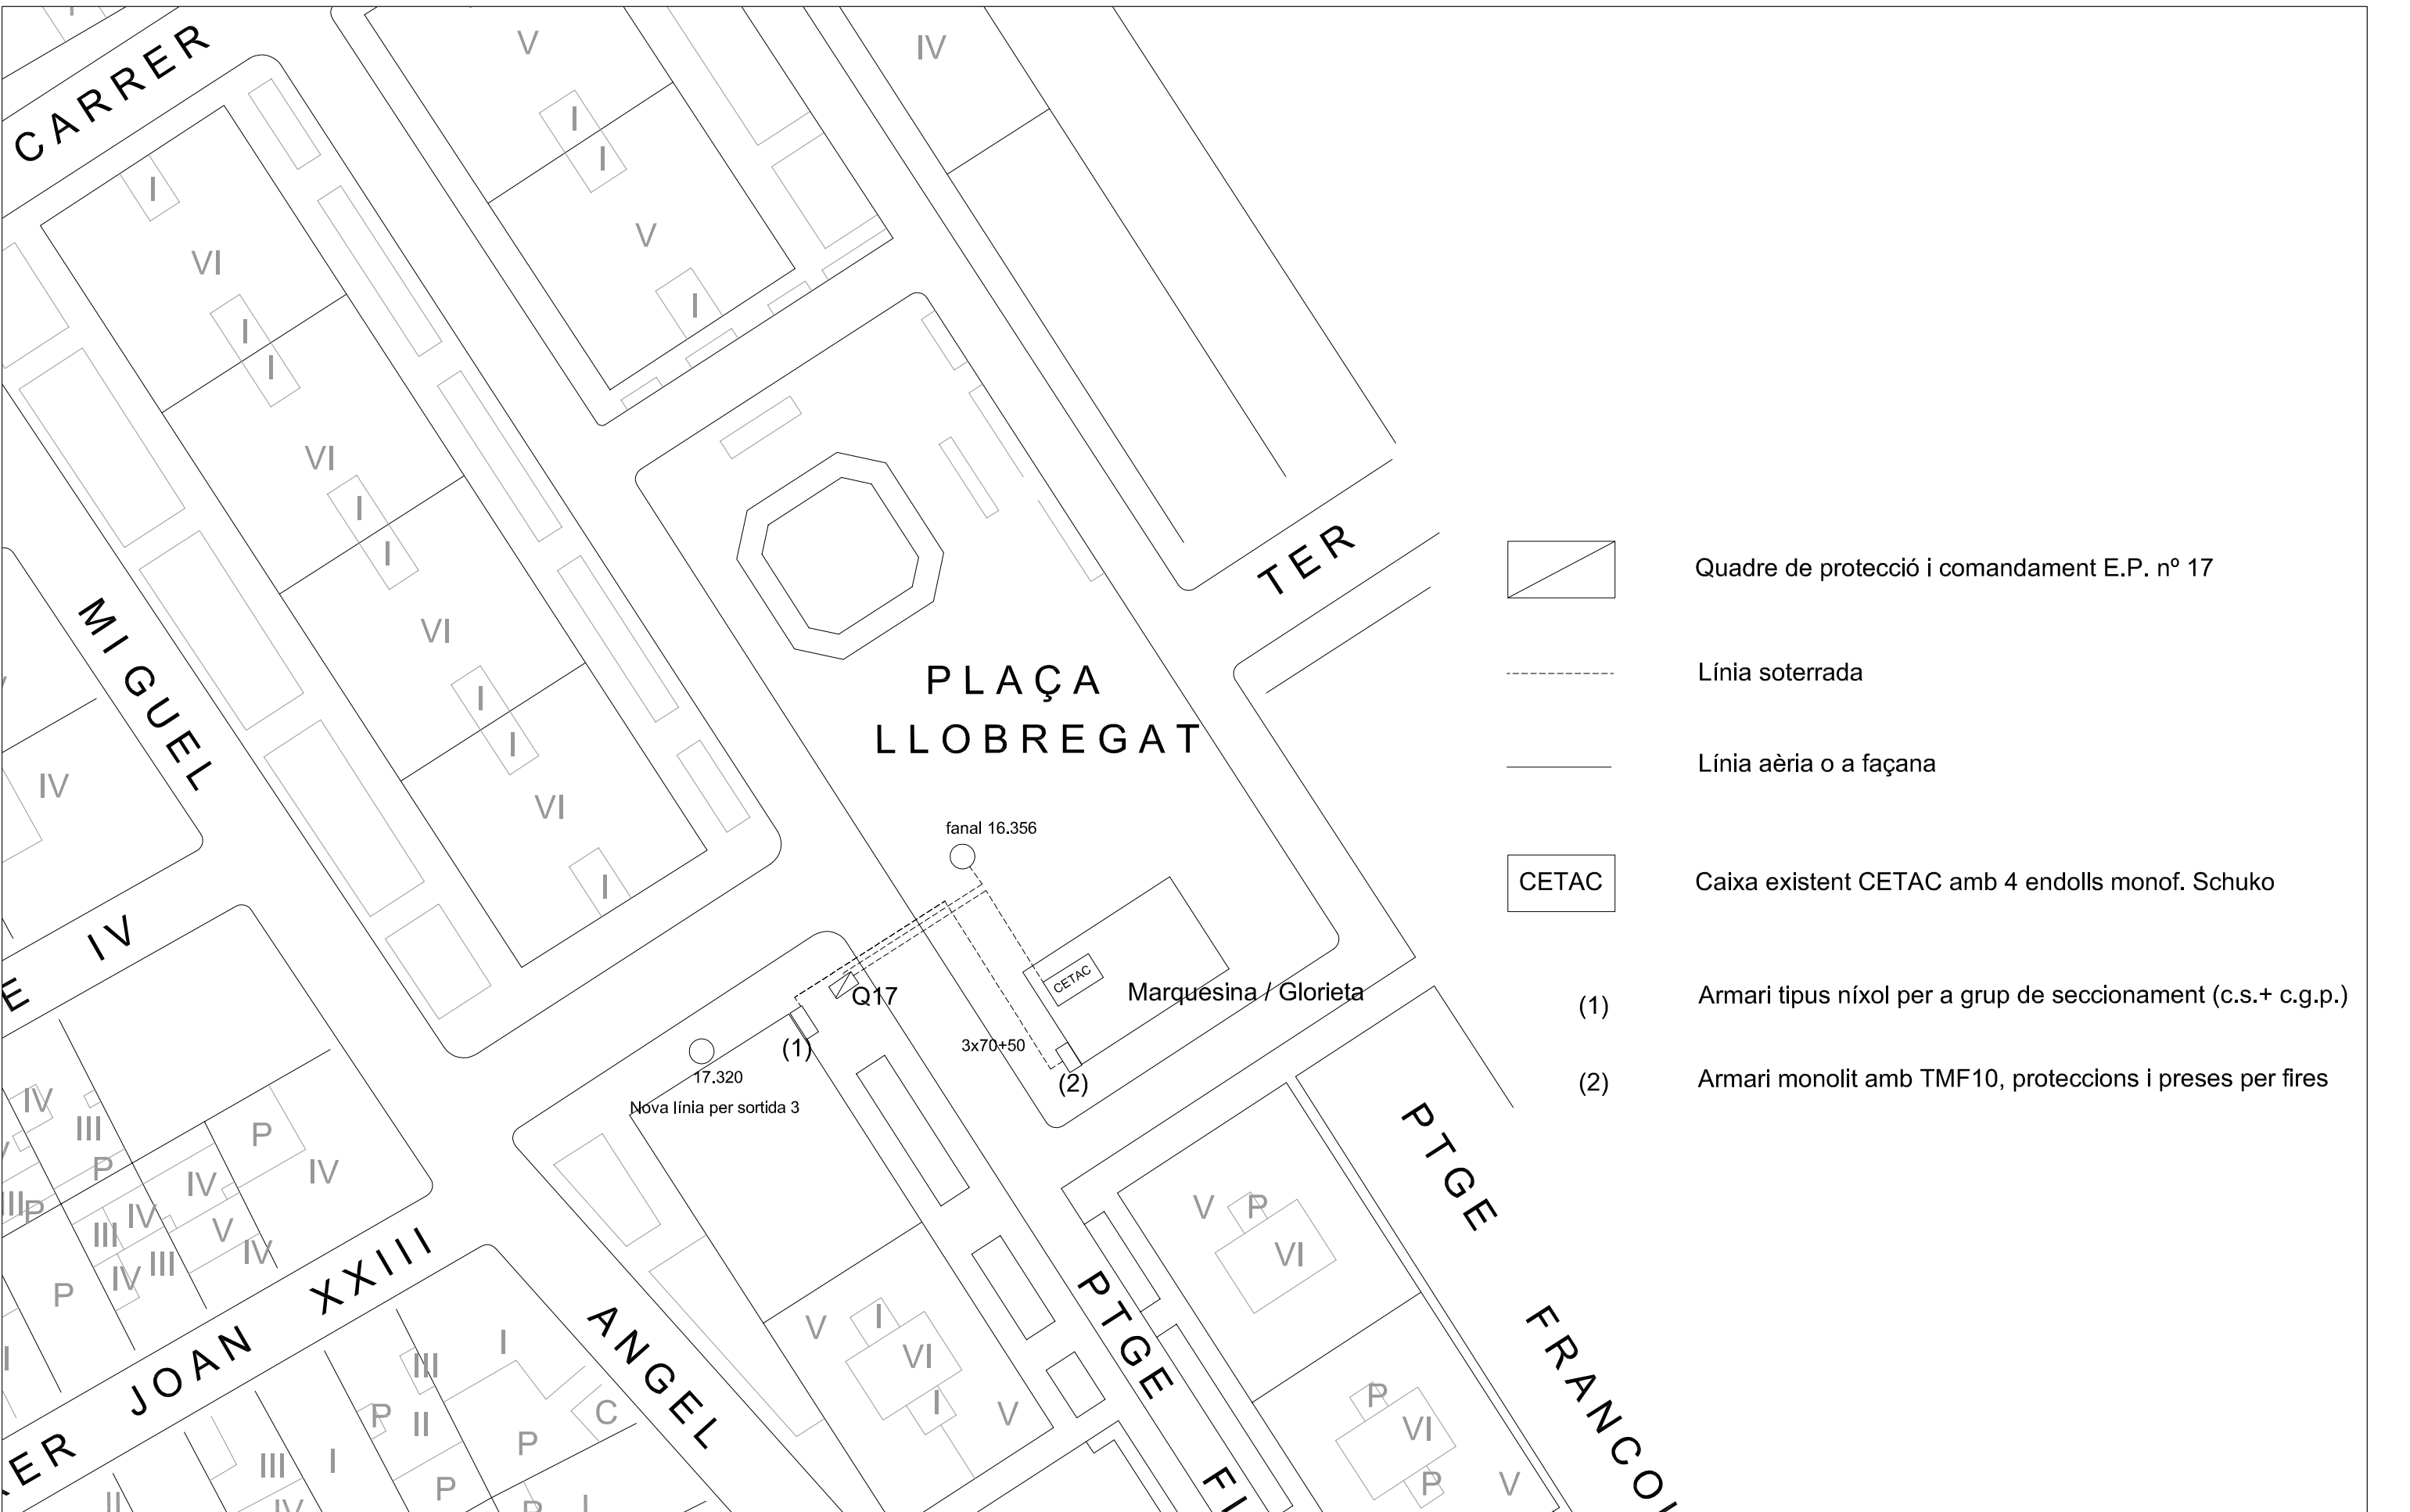 CARRER
IV
V
I
I
I
V
VI
I
I
I
VI
I
I
TER
Quadre de protecció i comandament E.P. nº 17
MIGUEL
VI
I
I
PLAÇA
LLOBREGAT
Línia soterrada
Línia aèria o a façana
IV
VI
I
fanal 16.356
CETAC
Caixa existent CETAC amb 4 endolls monof. Schuko
IV
E
Q17
CETAC
Marquesina / Glorieta
(1)
Armari tipus níxol per a grup de seccionament (c.s.+ c.g.p.)
(1)
3x70+50
17.320
(2)
(2)
Armari monolit amb TMF10, proteccions i preses per fires
Nova línia per sortida 3
IV
III
P
P
IV
IV
P
IV
III
V
IV
III
IV
P
V
P
VI
PTGE
JOAN XXIII
ANGEL
PTGE
FRANCOL
I
III
V
I
VI
I
V
P
II
C
P
P
VI
P
V
ER
III
I
P
FI